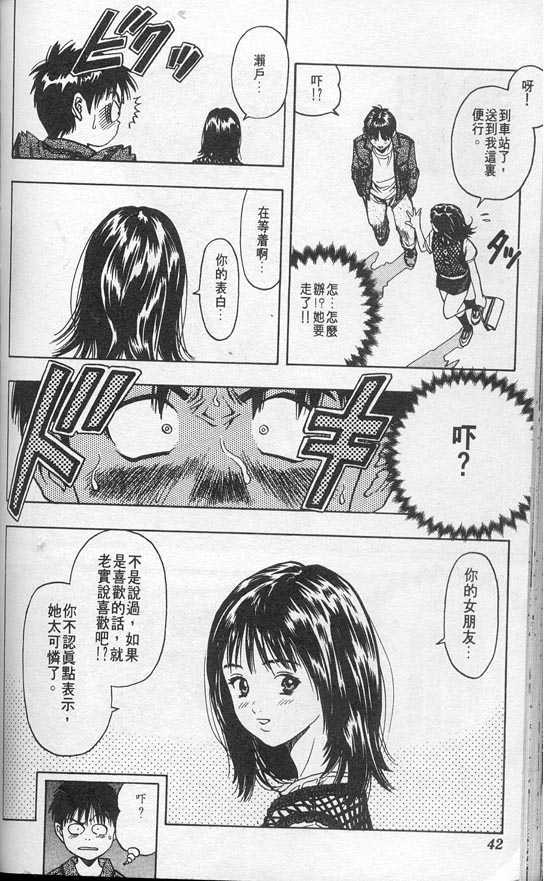 呀！
到車站了，
送到我這裏
便行。
吓!?
ダッ
怎…怎麼
辦!?她要
走了!!
瀨戶…
ビクッ
在等着啊…
你的表白…
吓？
ドキ
你的女朋友…
不是說過，如果
是喜歡的話，就
老實說喜歡吧!?
你不認眞點表示，
她太可憐了。
吓？
42